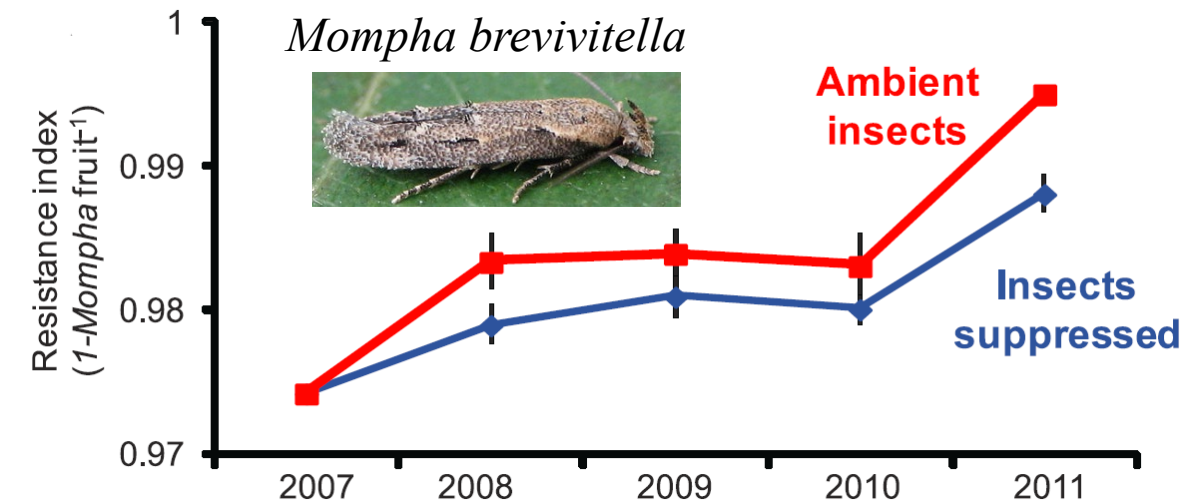 Mompha brevivitella
Resistance index
(1-Mompha fruit-1)
1
0.99
0.98
0.97
Ambient
insects
Insects
suppressed
2007
2008
2009
2010
2011